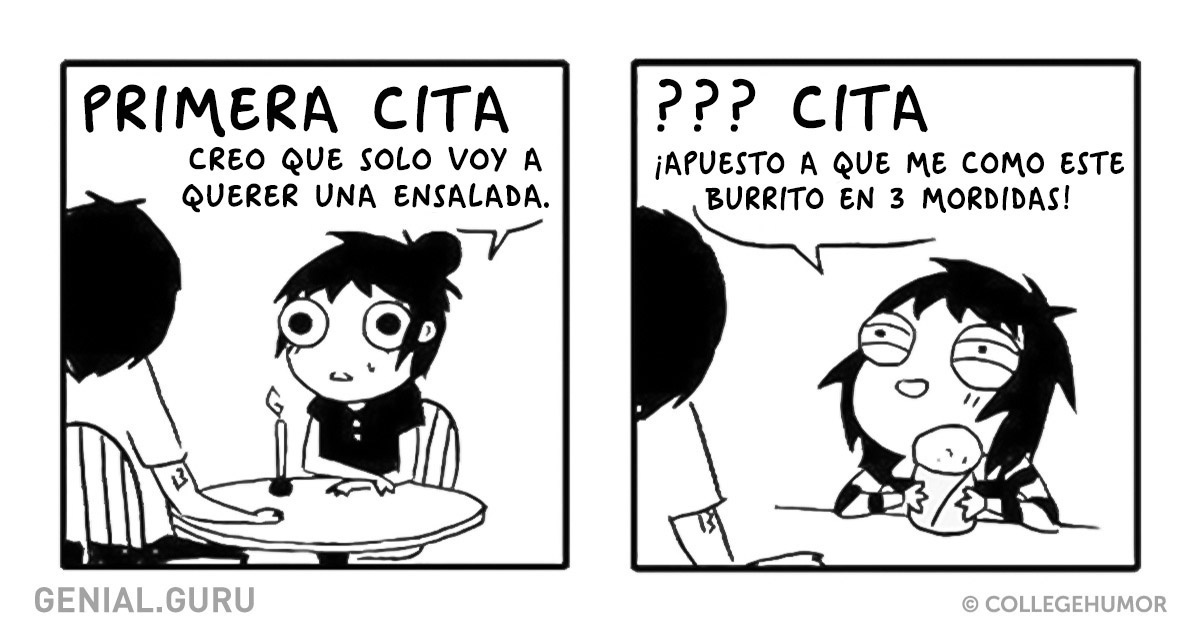 PRIMERA CITA
CREO QUE SOLO VOY A
QUERER UNA ENSALADA.
??? CITA
¡APUESTO A QUE ME COMO ESTE
BURRITO EN 3 MORDIDAS!
GENIAL.GURU
© COLLEGEHUMOR